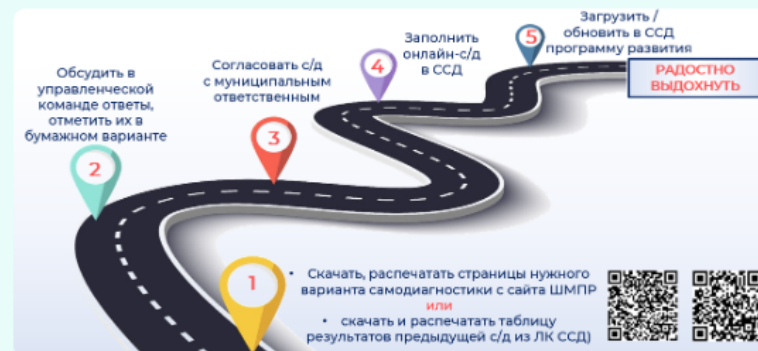 1
• Скачать, распечатать страницы нужного
варианта самодиагностики с сайта ШМПР
или
• скачать и распечатать таблицу
результатов предыдущей с/д из ЛК ССД)
2
Обсудить в
управленческой
команде ответы,
отметить их в
бумажном варианте
3
Согласовать с/д
с муниципальным
ответственным
4
Заполнить
онлайн-с/д
в ССД
5
Загрузить /
обновить в ССД
программу развития
РАДОСТНО
ВЫДОХНУТЬ